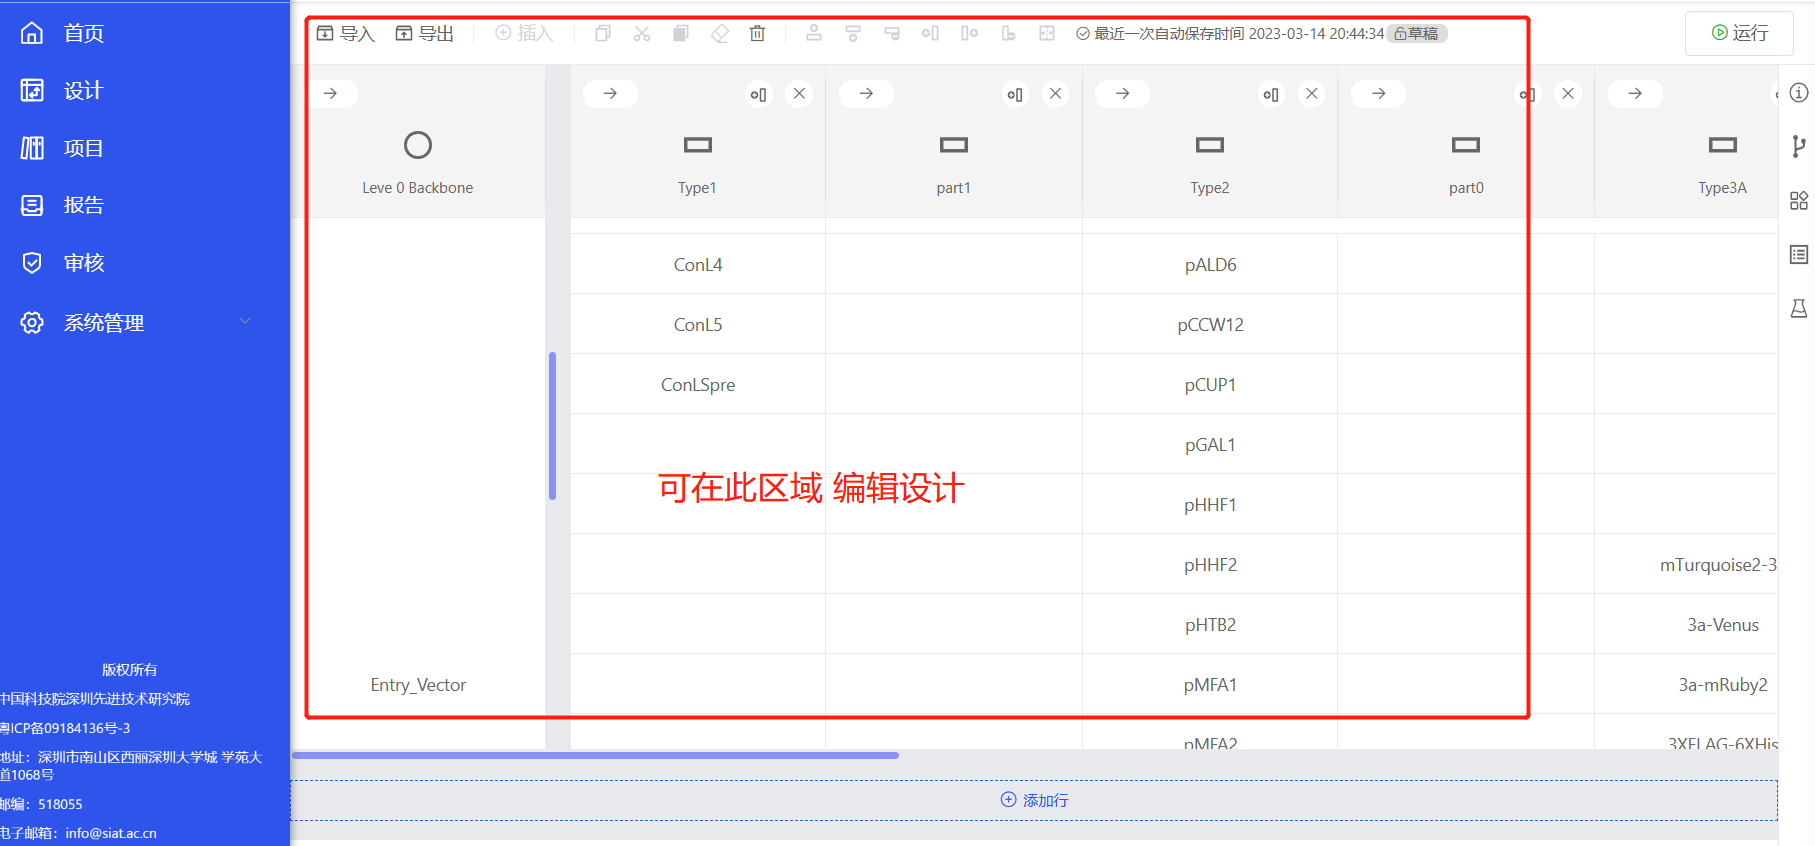 首页
设计
项目
报告
审核
系统管理
版权所有
中国科技院深圳先进技术研究院
粤ICP备09184136号-3
地址：深圳市南山区西丽深圳大学城 学苑大
道1068号
邮编：518055
电子邮箱：info@siat.ac.cn
导入 导出 插入 最近一次自动保存时间 2023-03-14 20:44:34 草稿 运行
Leve 0 Backbone Type1 part1 Type2 part0 Type3A
ConL4 pALD6
ConL5 pCCW12
ConLSpre pCUP1
pGAL1
可在此区域 编辑设计
pHHF1
pHHF2 mTurquoise2-3
pHTB2 3a-Venus
Entry_Vector pMFA1 3a-mRuby2
pMFA2 3XFLAG-6XHis
添加行